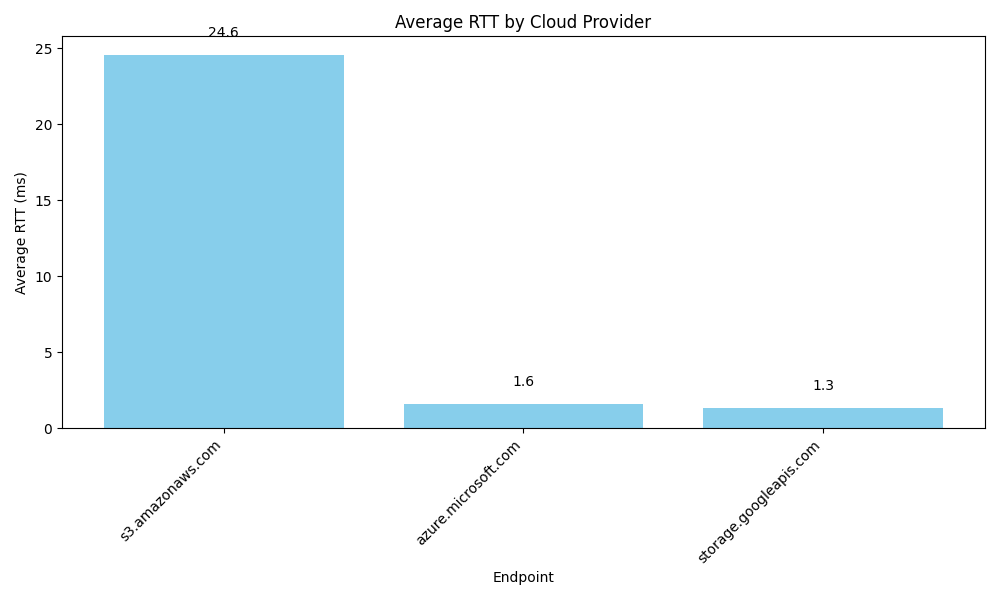 Average RTT by Cloud Provider
24.6
25
20
15
10
5
0
Average RTT (ms)
1.6
1.3
s3.amazonaws.com
azure.microsoft.com
storage.googleapis.com
Endpoint